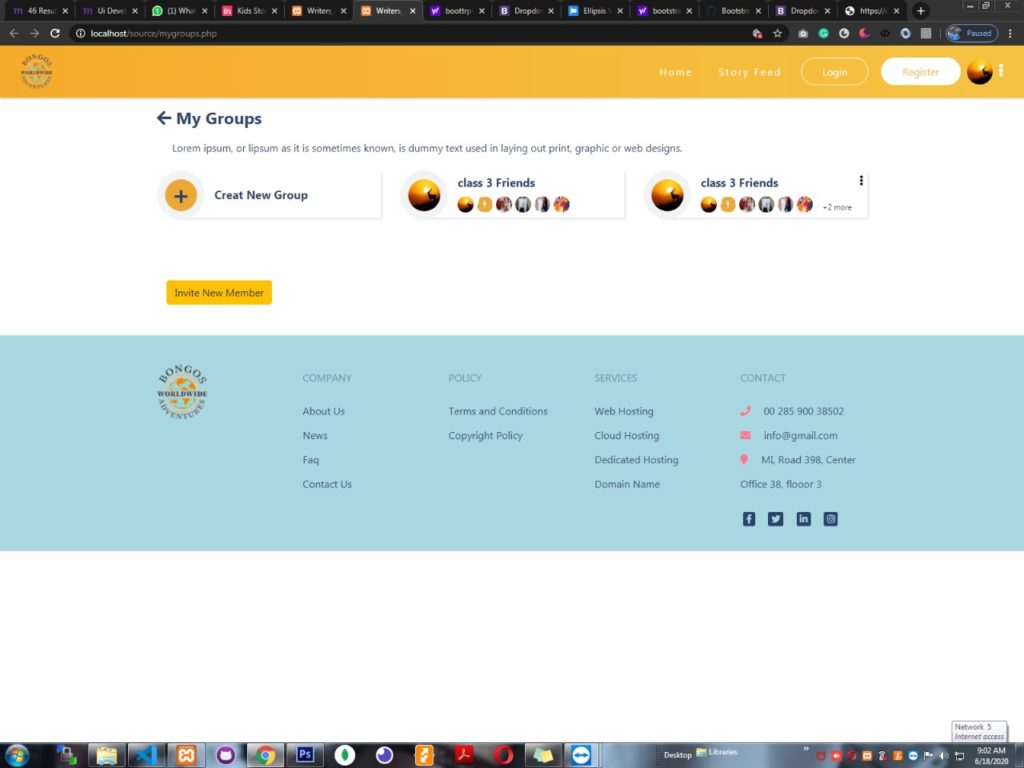 46 Resu
Ui Devel
(1) What
Kids Sto
Writers_
Writers_
boottrp-
Dropdo
Ellipsis
bootstr
Bootstr
Dropdo
https://
localhost/source/mygroups.php
Paused
BONGOS
WORLDWIDE
ADVENTURES
Home
Story Feed
Login
Register
My Groups
Lorem ipsum, or lipsum as it is sometimes known, is dummy text used in laying out print, graphic or web designs.
Creat New Group
class 3 Friends
class 3 Friends
+2 more
Invite New Member
BONGOS
WORLDWIDE
ADVENTURES
COMPANY
About Us
News
Faq
Contact Us
POLICY
Terms and Conditions
Copyright Policy
SERVICES
Web Hosting
Cloud Hosting
Dedicated Hosting
Domain Name
CONTACT
00 285 900 38502
info@gmail.com
MI, Road 398, Center
Office 38, flooor 3
Network 5
Internet access
Ps
Desktop
Libraries
9:02 AM
6/18/2020